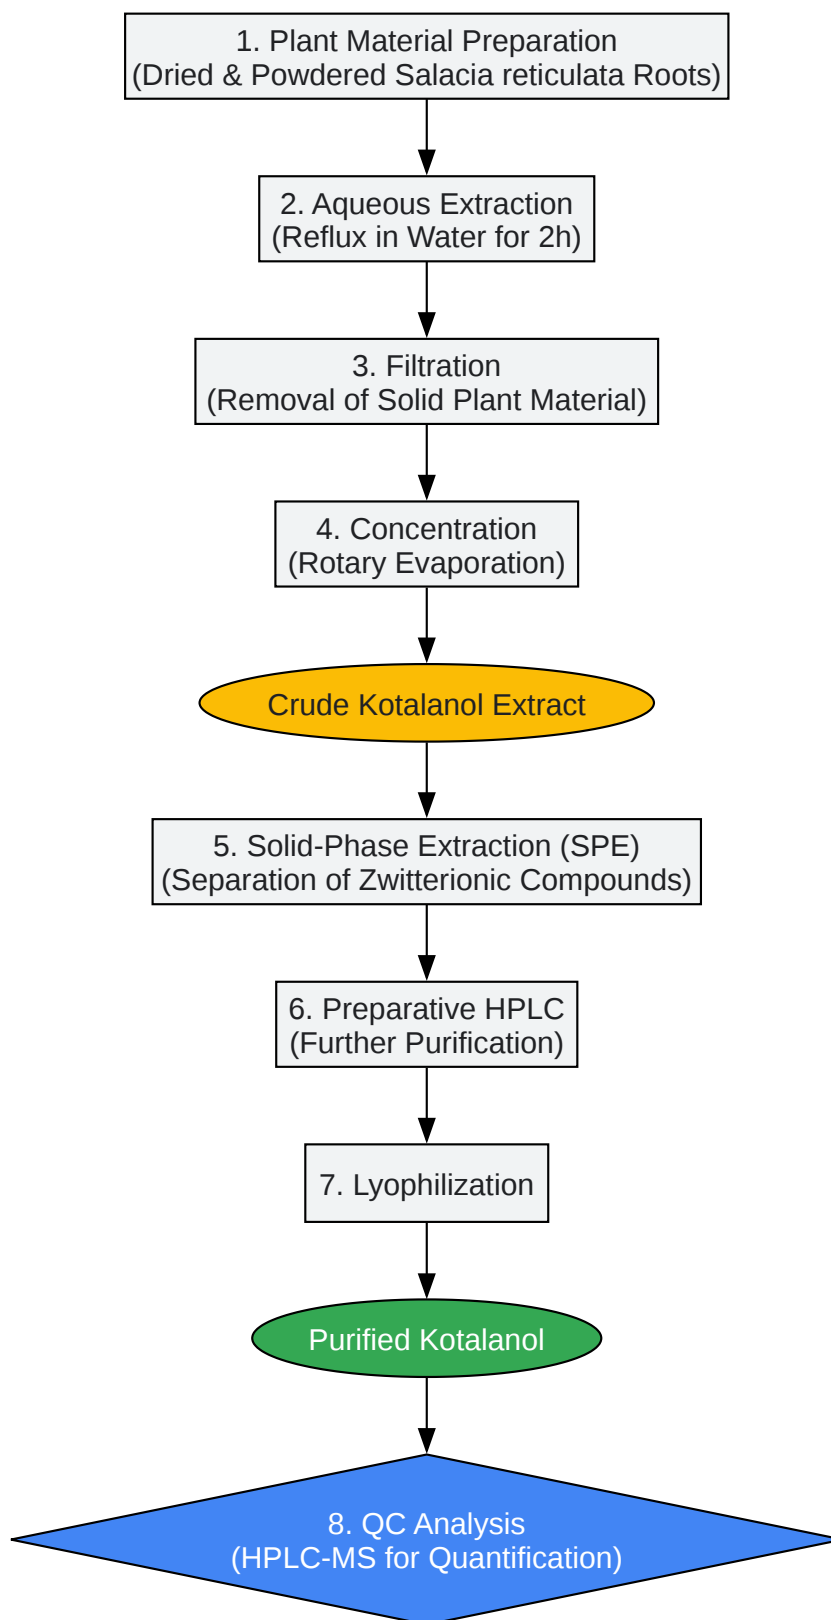 1. Plant Material Preparation
(Dried & Powdered Salacia reticulata Roots)
2. Aqueous Extraction
(Reflux in Water for 2h)
3. Filtration
(Removal of Solid Plant Material)
4. Concentration
(Rotary Evaporation)
Crude Kotalanol Extract
5. Solid-Phase Extraction (SPE)
(Separation of Zwitterionic Compounds)
6. Preparative HPLC
(Further Purification)
7. Lyophilization
Purified Kotalanol
8. QC Analysis
(HPLC-MS for Quantification)